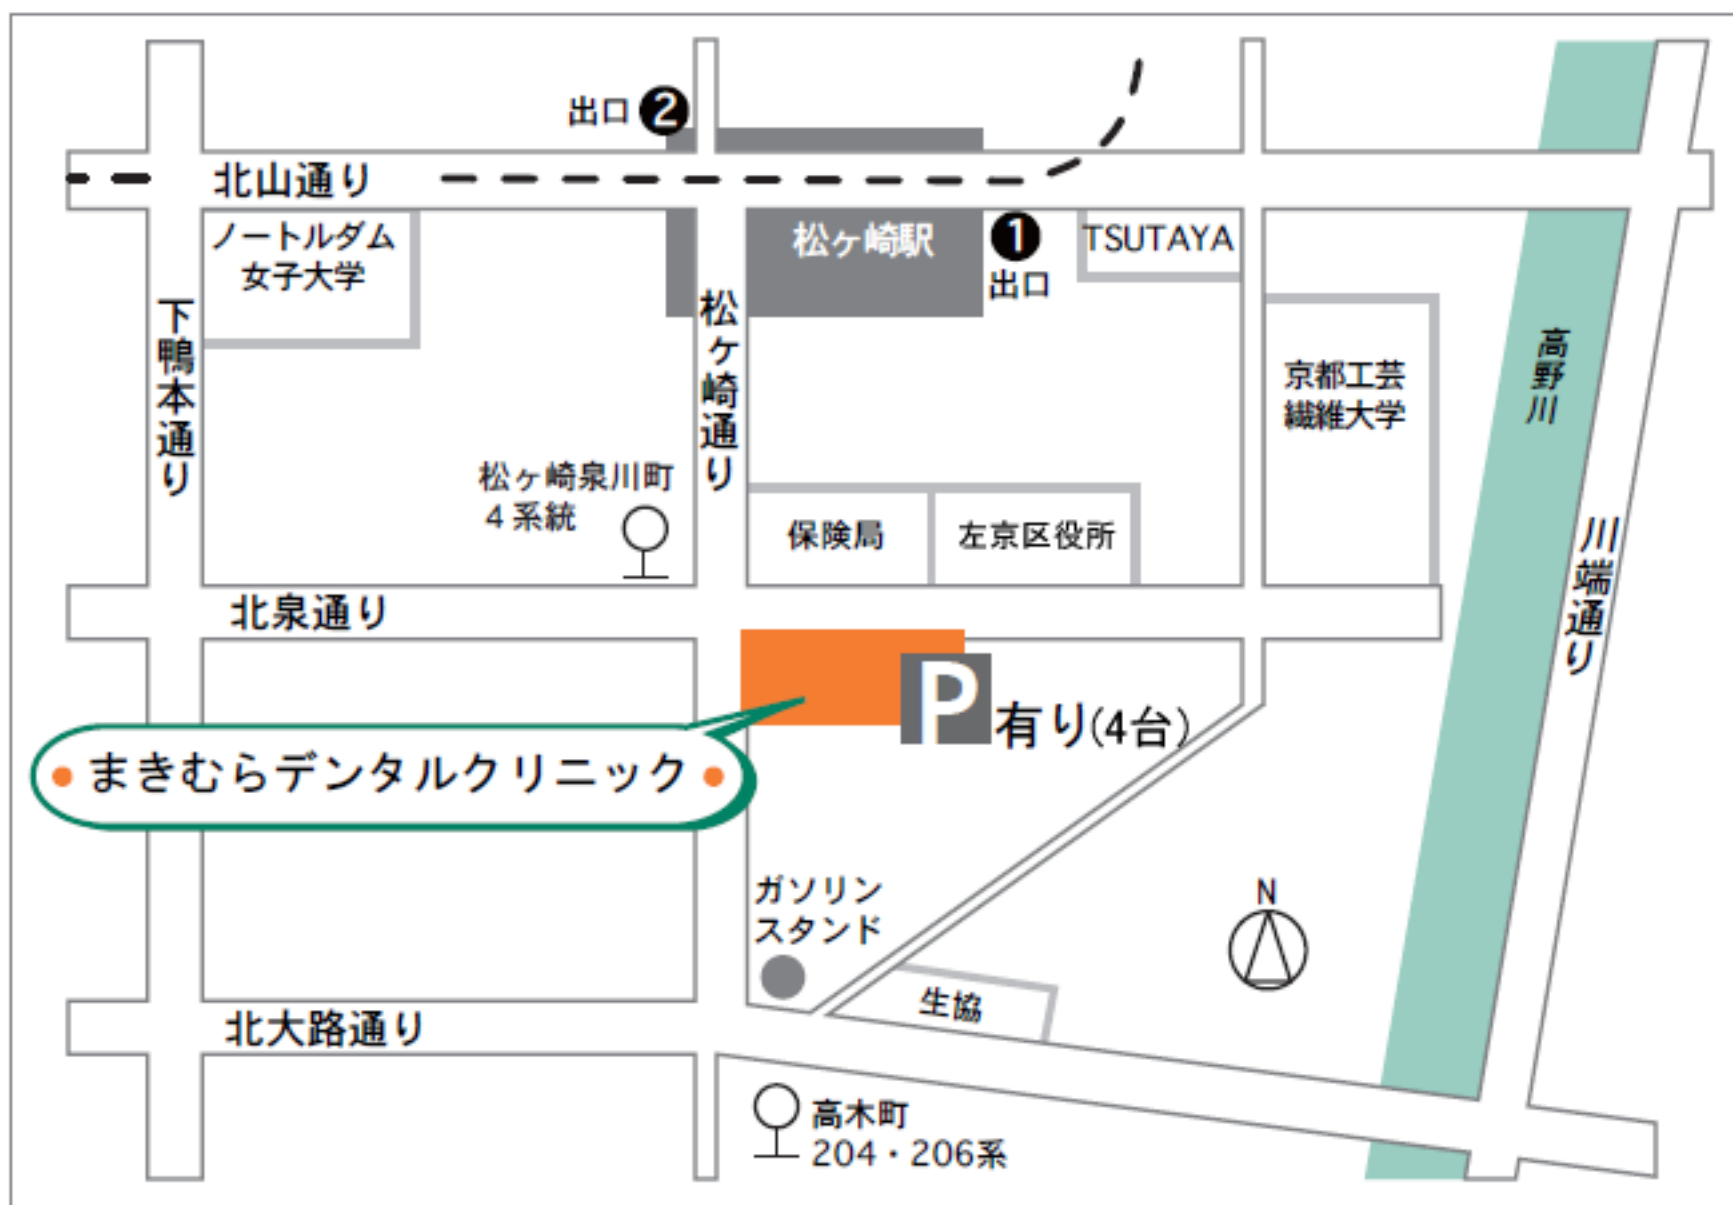 出口 2
北山通り
ノートルダム
女子大学
松ヶ崎駅
1
出口
TSUTAYA
下鴨本通り
松ヶ崎通り
京都工芸
繊維大学
高野川
川端通り
松ヶ崎泉川町
4系統
保険局
左京区役所
北泉通り
P 有り(4台)
まきむらデンタルクリニック
ガソリン
スタンド
N
生協
北大路通り
高木町
204・206系